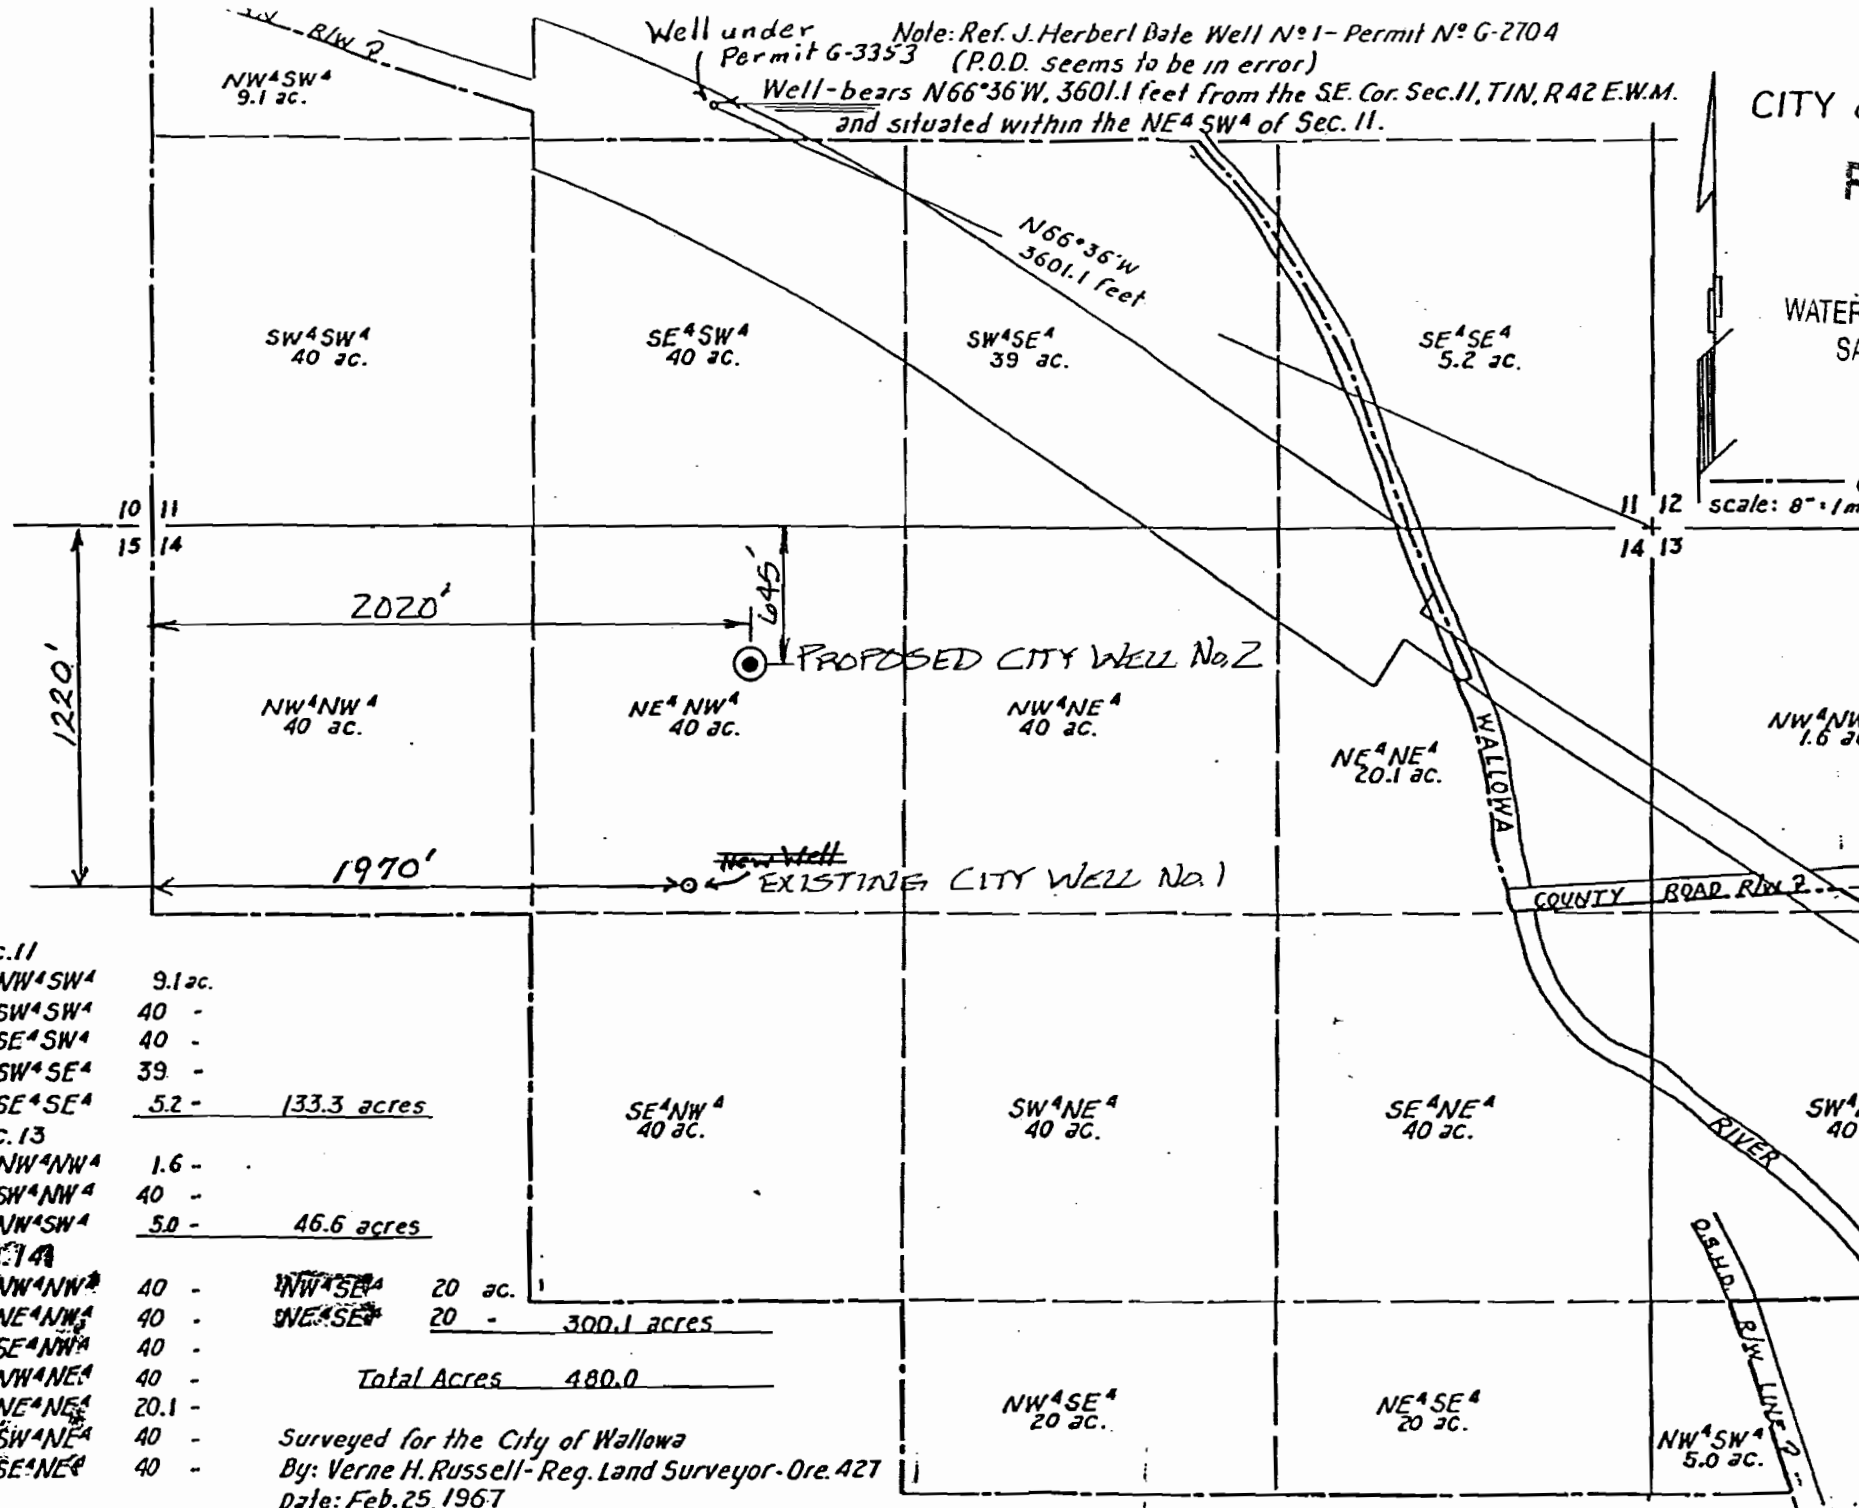 R/W ?
Well under
Permit G-3353
Note: Ref. J. Herbert Bate Well Nº 1 - Permit Nº G-2704
(P.O.D. seems to be in error)
Well-bears N66°36'W, 3601.1 feet from the S.E. Cor. Sec.11, T1N, R42 E.W.M.
and situated within the NE⁴ SW⁴ of Sec. 11.
CITY
NW⁴SW⁴
9.1 ac.
N66°36'W
3601.1 feet
SW⁴SW⁴
40 ac.
SE⁴SW⁴
40 ac.
SW⁴SE⁴
39 ac.
SE⁴SE⁴
5.2 ac.
10 11
15 14
11 12
14 13
scale: 8" = 1 m
2020'
645'
1220'
PROPOSED CITY WELL No. 2
NW⁴NW⁴
40 ac.
NE⁴NW⁴
40 ac.
NW⁴NE⁴
40 ac.
NE⁴NE⁴
20.1 ac.
NW⁴NW
1.6 ac
WALLOWA
1970'
New Well
EXISTING CITY WELL No. 1
COUNTY ROAD R/W ?
SE⁴NW⁴
40 ac.
SW⁴NE⁴
40 ac.
SE⁴NE⁴
40 ac.
SW⁴
40
RIVER
O.S.H.D. R/W LINE ?
NW⁴SE⁴
20 ac.
NE⁴SE⁴
20 ac.
NW⁴SW⁴
5.0 ac.
c. 11
NW⁴SW⁴ 9.1 ac.
SW⁴SW⁴ 40 -
SE⁴SW⁴ 40 -
SW⁴SE⁴ 39 -
SE⁴SE⁴ 5.2 - 133.3 acres
c. 13
NW⁴NW⁴ 1.6 -
SW⁴NW⁴ 40 -
NW⁴SW⁴ 5.0 - 46.6 acres
14
NW⁴NW⁴ 40 - NW⁴SE⁴ 20 ac.
NE⁴NW⁴ 40 - NE⁴SE⁴ 20 - 300.1 acres
SE⁴NW⁴ 40 -
NW⁴NE⁴ 40 - Total Acres 480.0
NE⁴NE⁴ 20.1 -
SW⁴NE⁴ 40 -
SE⁴NE⁴ 40 -
Surveyed for the City of Wallowa
By: Verne H. Russell - Reg. Land Surveyor - Ore. 427
Date: Feb. 25, 1967